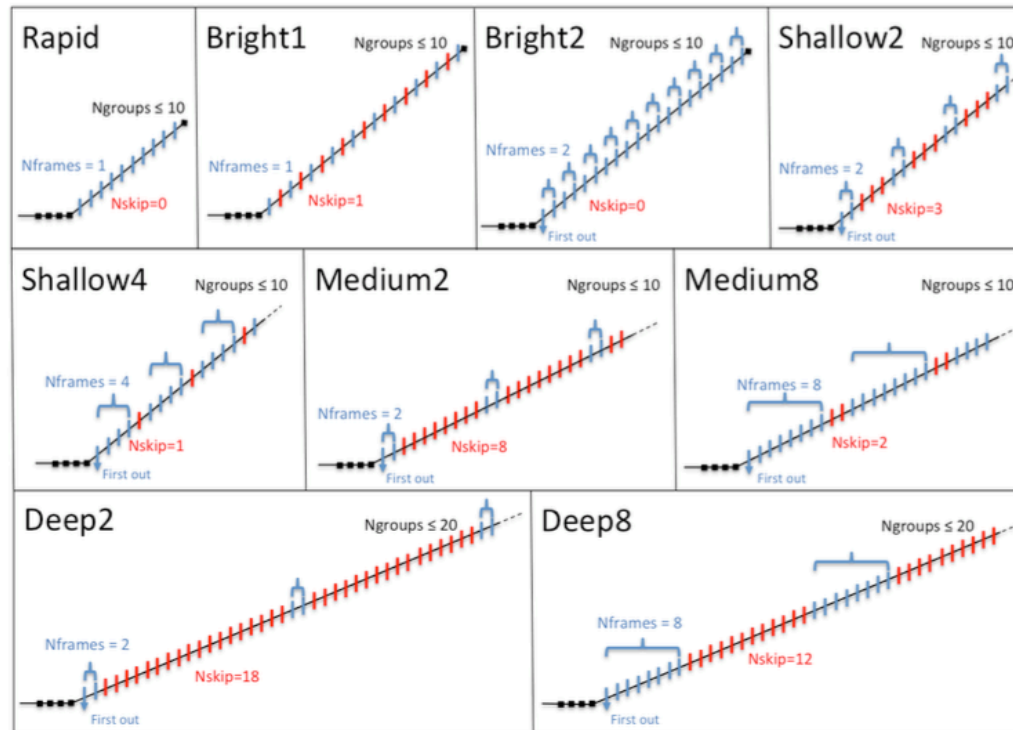 Rapid
Ngroups ≤ 10
Nframes = 1
Nskip=0
Bright1
Ngroups ≤ 10
Nframes = 1
Nskip=1
Bright2
Ngroups ≤ 10
Nframes = 2
Nskip=0
First out
Shallow2
Ngroups ≤ 10
Nframes = 2
Nskip=3
First out
Shallow4
Ngroups ≤ 10
Nframes = 4
Nskip=1
First out
Medium2
Ngroups ≤ 10
Nframes = 2
Nskip=8
First out
Medium8
Ngroups ≤ 10
Nframes = 8
Nskip=2
First out
Deep2
Ngroups ≤ 20
Nframes = 2
Nskip=18
First out
Deep8
Ngroups ≤ 20
Nframes = 8
Nskip=12
First out